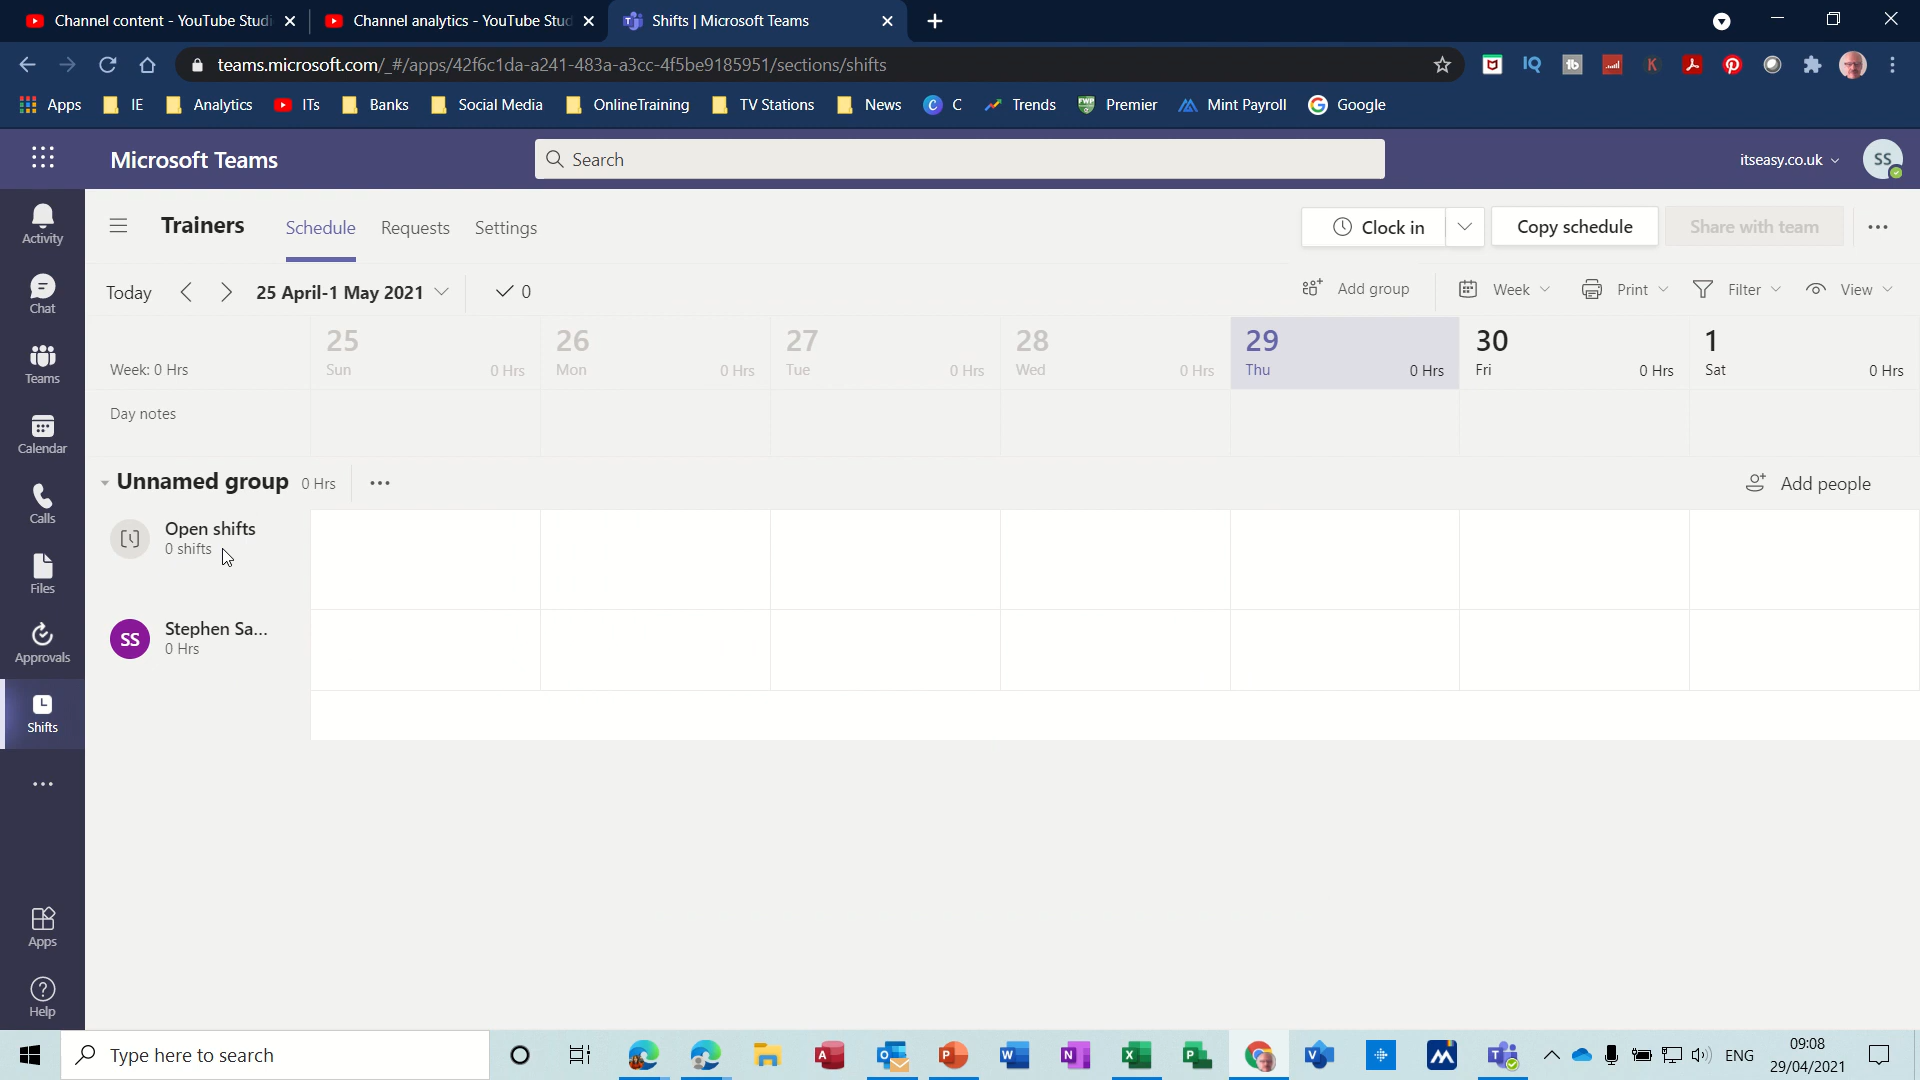 Channel content - YouTube Studi
Channel analytics - YouTube Stud
Shifts | Microsoft Teams
teams.microsoft.com/_#/apps/42f6c1da-a241-483a-a3cc-4f5be9185951/sections/shifts
Apps IE Analytics ITs Banks Social Media OnlineTraining TV Stations News C Trends Premier Mint Payroll Google
Microsoft Teams
Search
itseasy.co.uk
SS
Activity
Chat
Teams
Calendar
Calls
Files
Approvals
Shifts
Apps
Help
Trainers
Schedule Requests Settings
Clock in
Copy schedule
Share with team
Today 25 April-1 May 2021 0
Add group Week Print Filter View
25 26 27 28 29 30 1
Week: 0 Hrs Sun 0 Hrs Mon 0 Hrs Tue 0 Hrs Wed 0 Hrs Thu 0 Hrs Fri 0 Hrs Sat 0 Hrs
Day notes
Unnamed group 0 Hrs
Add people
Open shifts
0 shifts
SS Stephen Sa...
0 Hrs
Type here to search
ENG
09:08
29/04/2021